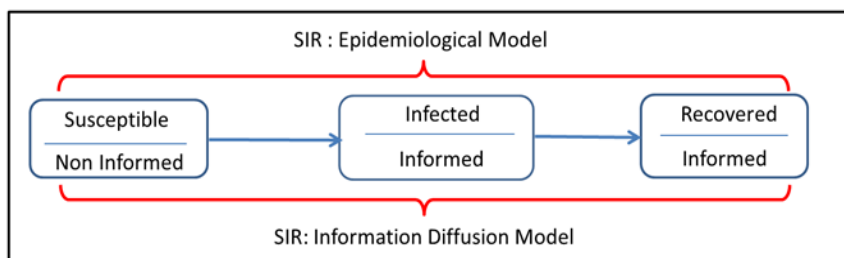 SIR : Epidemiological Model
Susceptible
Non Informed
Infected
Informed
Recovered
Informed
SIR: Information Diffusion Model